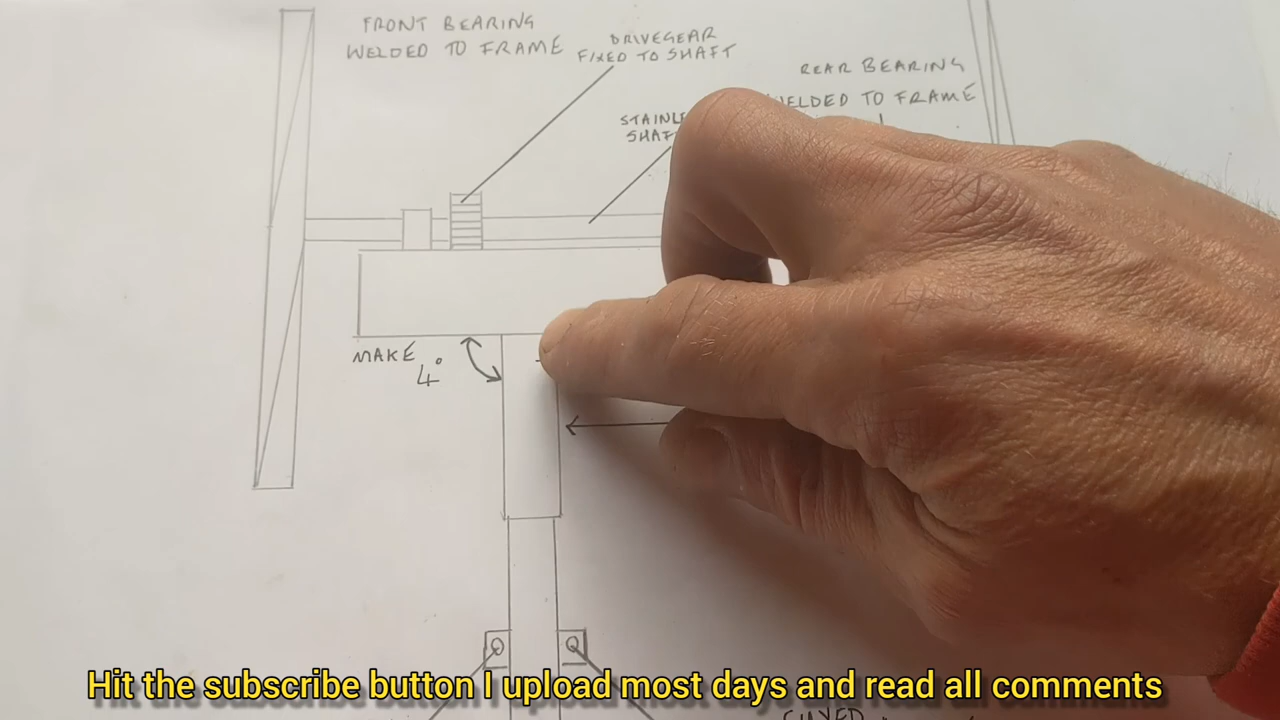 FRONT BEARING
WELDED TO FRAME
DRIVEGEAR
FIXED TO SHAFT
REAR BEARING
TO FRAME
MAKE 4°
Hit the subscribe button I upload most days and read all comments